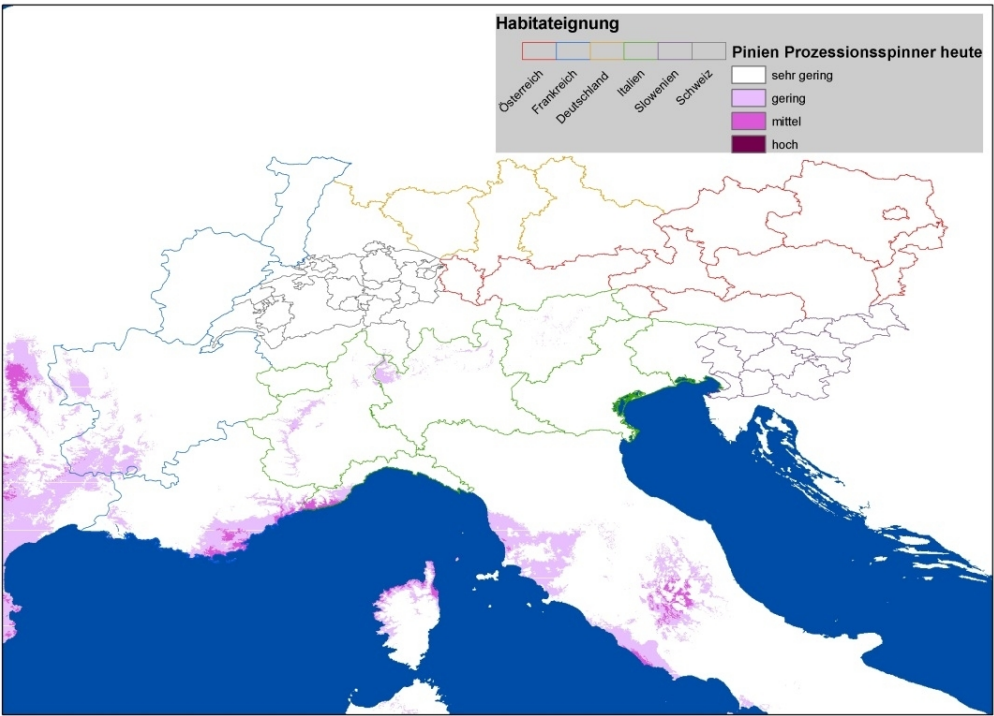 Habitateignung
Österreich
Frankreich
Deutschland
Italien
Slowenien
Schweiz
Pinien Prozessionsspinner heute
sehr gering
gering
mittel
hoch